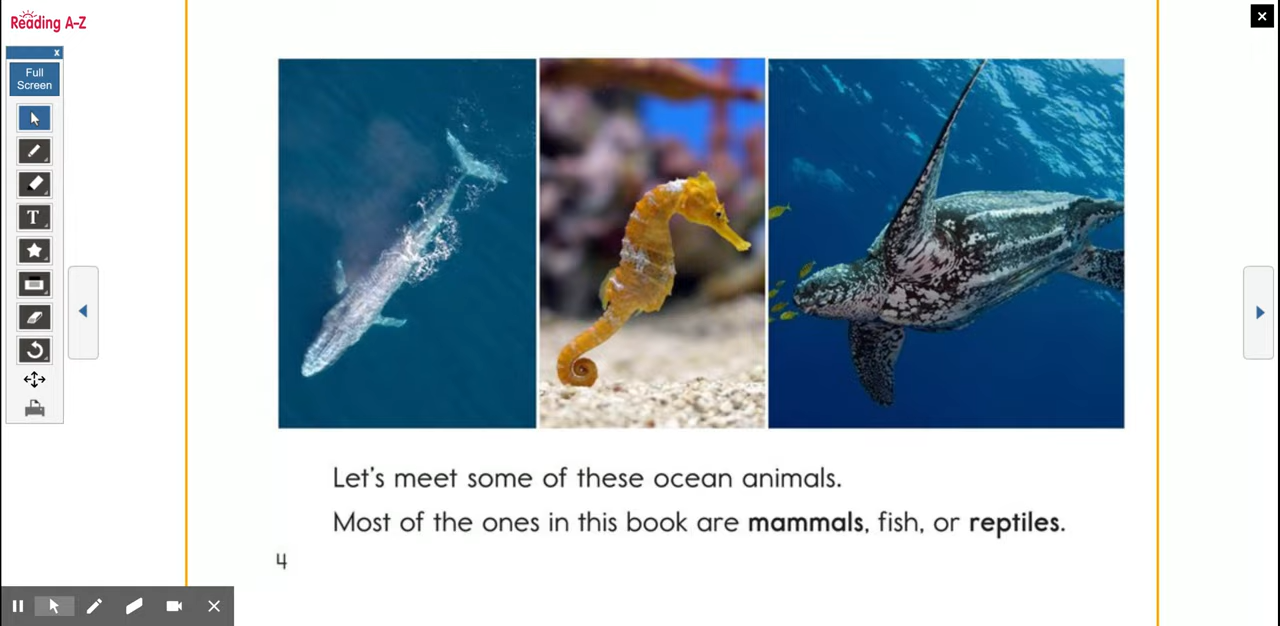 Reading A-Z
x
Full
Screen
T
Let's meet some of these ocean animals.
Most of the ones in this book are mammals, fish, or reptiles.
4